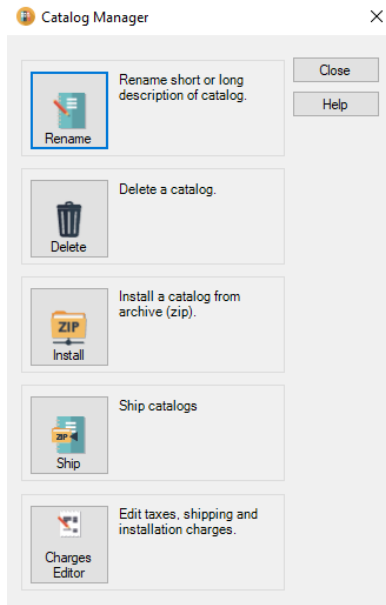 Catalog Manager
Close
Help
Rename short or long
description of catalog.
Rename
Delete a catalog.
Delete
Install a catalog from
archive (zip).
ZIP
Install
Ship catalogs
ZIP
Ship
Edit taxes, shipping and
installation charges.
Charges
Editor